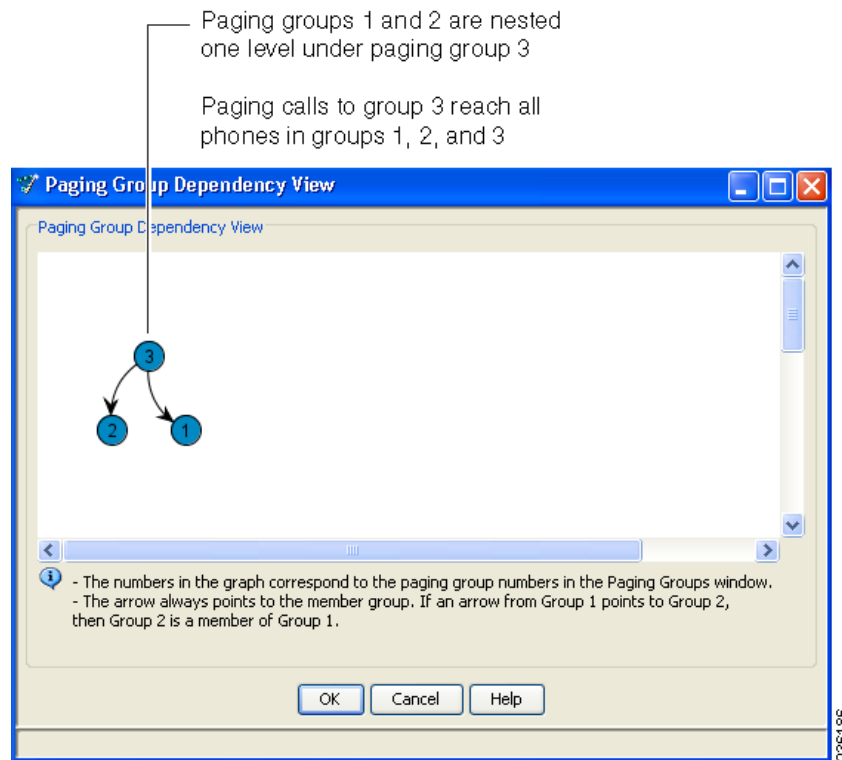 Paging groups 1 and 2 are nested
one level under paging group 3
Paging calls to group 3 reach all
phones in groups 1, 2, and 3
Paging Group Dependency View
Paging Group Dependency View
3
2
1
- The numbers in the graph correspond to the paging group numbers in the Paging Groups window.
- The arrow always points to the member group. If an arrow from Group 1 points to Group 2,
then Group 2 is a member of Group 1.
OK
Cancel
Help